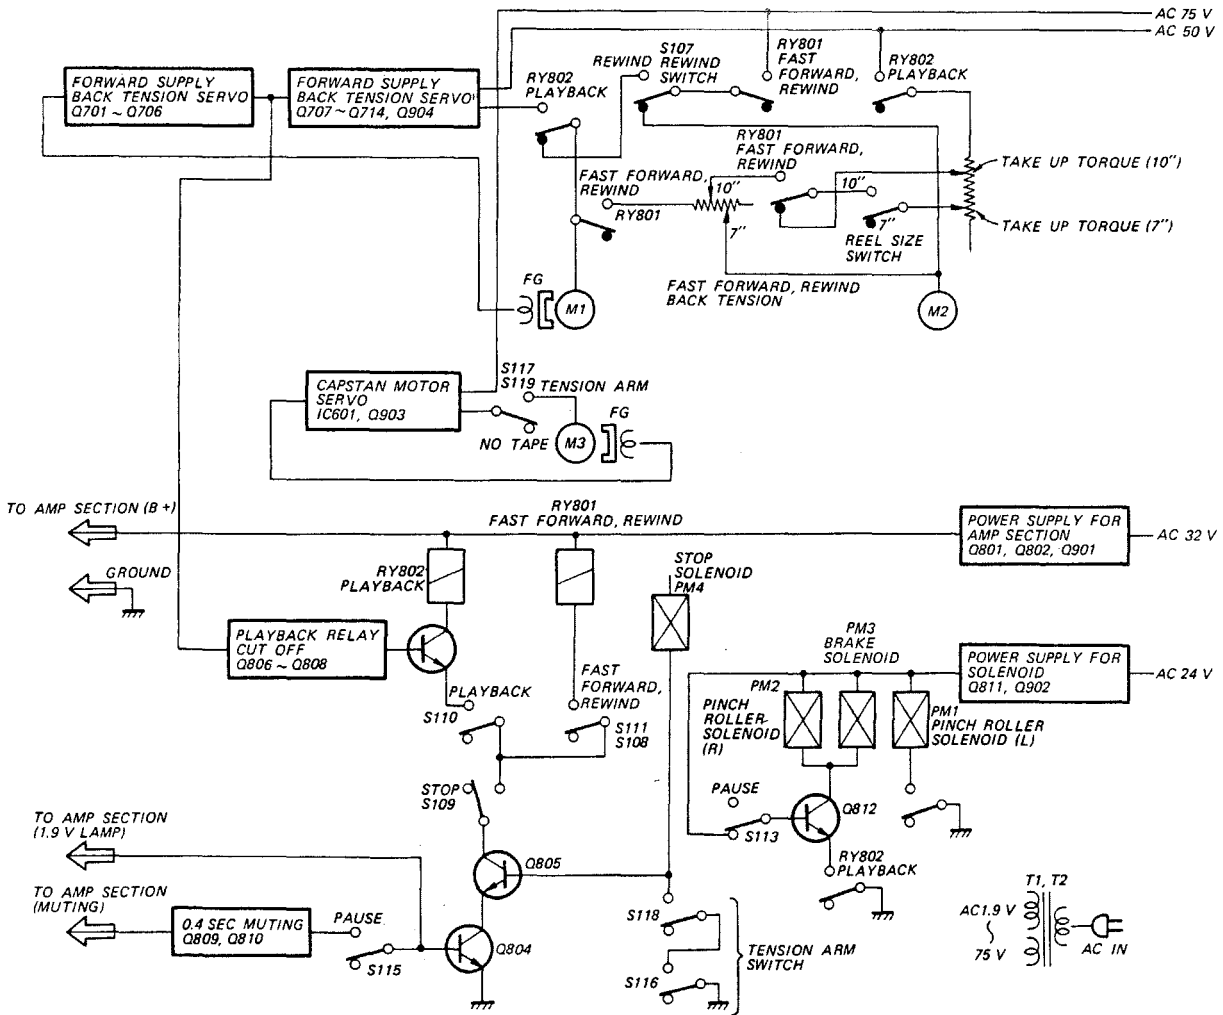 AC 75 V
AC 50 V
S107
REWIND
REWIND
SWITCH
RY801
FAST
FORWARD,
REWIND
RY802
PLAYBACK
RY802
PLAYBACK
FORWARD SUPPLY
BACK TENSION SERVO
Q701 ~ Q706
FORWARD SUPPLY
BACK TENSION SERVO
Q707 ~ Q714, Q904
RY801
FAST FORWARD,
REWIND
TAKE UP TORQUE (10")
FAST FORWARD,
REWIND
10"
10"
RY801
7"
7"
REEL SIZE
SWITCH
TAKE UP TORQUE (7")
FAST FORWARD, REWIND
BACK TENSION
FG
M1
M2
S117
S119
TENSION ARM
CAPSTAN MOTOR
SERVO
IC601, Q903
FG
NO TAPE
M3
TO AMP SECTION (B +)
RY801
FAST FORWARD, REWIND
POWER SUPPLY FOR
AMP SECTION
Q801, Q802, Q901
AC 32 V
GROUND
RY802
PLAYBACK
STOP
SOLENOID
PM4
PLAYBACK RELAY
CUT OFF
Q806 ~ Q808
PM3
BRAKE
SOLENOID
POWER SUPPLY FOR
SOLENOID
Q811, Q902
AC 24 V
PLAYBACK
S110
FAST
FORWARD,
REWIND
S111
S108
PM2
PINCH
ROLLER
SOLENOID
(R)
PM1
PINCH ROLLER
SOLENOID (L)
STOP
S109
PAUSE
S113
Q812
TO AMP SECTION
(1.9 V LAMP)
Q805
RY802
PLAYBACK
TO AMP SECTION
(MUTING)
0.4 SEC MUTING
Q809, Q810
PAUSE
S115
Q804
S118
S116
TENSION ARM
SWITCH
T1, T2
AC1.9 V
~
75 V
AC IN